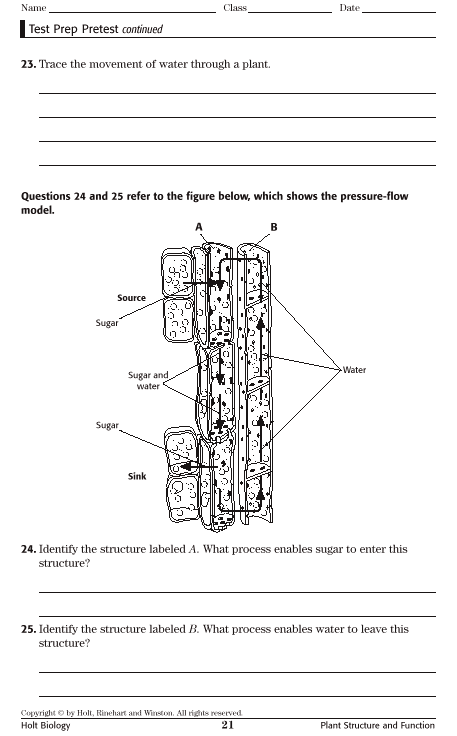 Name Class Date
Test Prep Pretest continued
23. Trace the movement of water through a plant.
Questions 24 and 25 refer to the figure below, which shows the pressure-flow
model.
A B
Source
Sugar
Sugar and
water
Water
Sugar
Sink
24. Identify the structure labeled A. What process enables sugar to enter this
structure?
25. Identify the structure labeled B. What process enables water to leave this
structure?
Copyright © by Holt, Rinehart and Winston. All rights reserved.
Holt Biology 21 Plant Structure and Function